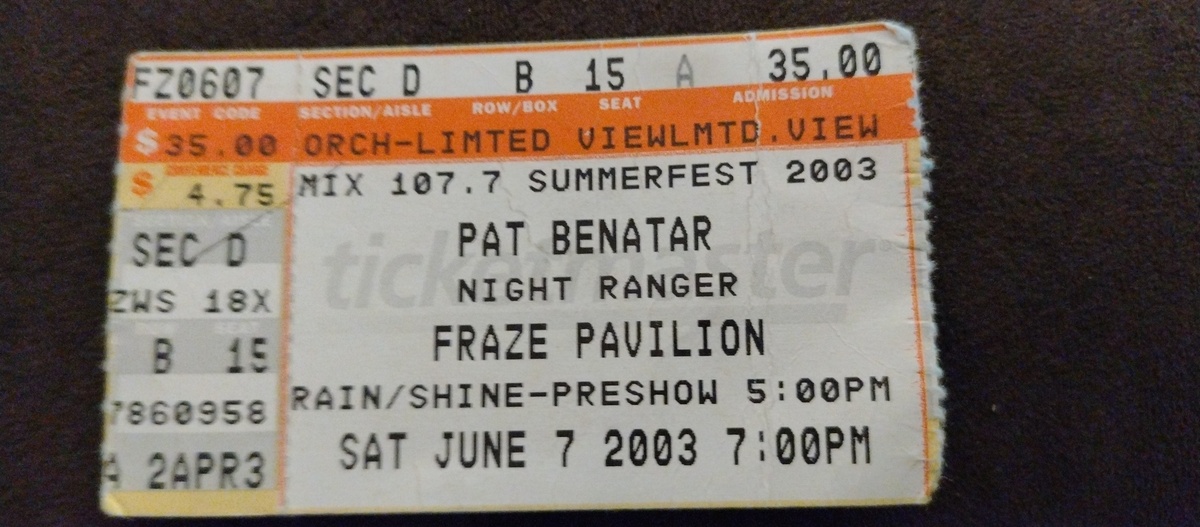 FZ0607 SEC D B 15 A 35.00
EVENT CODE SECTION/AISLE ROW/BOX SEAT ADMISSION
$ 35.00 ORCH-LIMTED VIEWLMTD.VIEW
$ 4.75 MIX 107.7 SUMMERFEST 2003
PAT BENATAR
SEC D
ticketmaster
ZWS 18X NIGHT RANGER
B 15 FRAZE PAVILION
7860958 RAIN/SHINE-PRESHOW 5:00PM
A 2APR3 SAT JUNE 7 2003 7:00PM